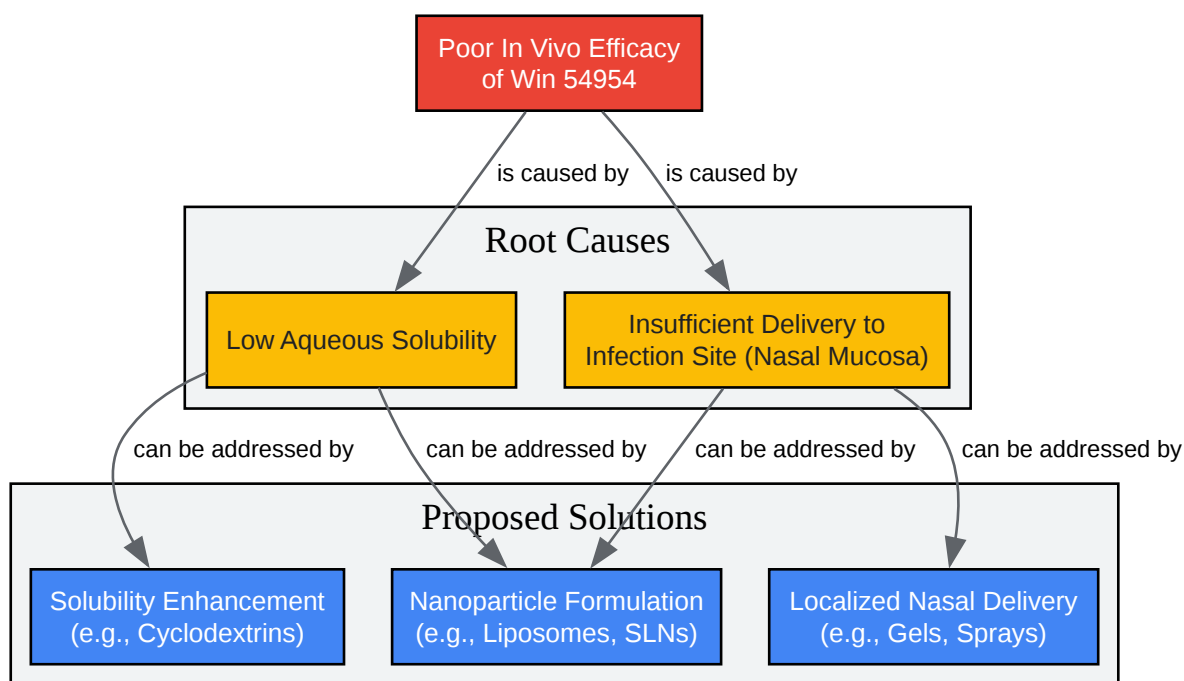 Poor In Vivo Efficacy
of Win 54954
is caused by
is caused by
Root Causes
Low Aqueous Solubility
Insufficient Delivery to
Infection Site (Nasal Mucosa)
can be addressed by
can be addressed by
can be addressed by
can be addressed by
Proposed Solutions
Solubility Enhancement
(e.g., Cyclodextrins)
Nanoparticle Formulation
(e.g., Liposomes, SLNs)
Localized Nasal Delivery
(e.g., Gels, Sprays)